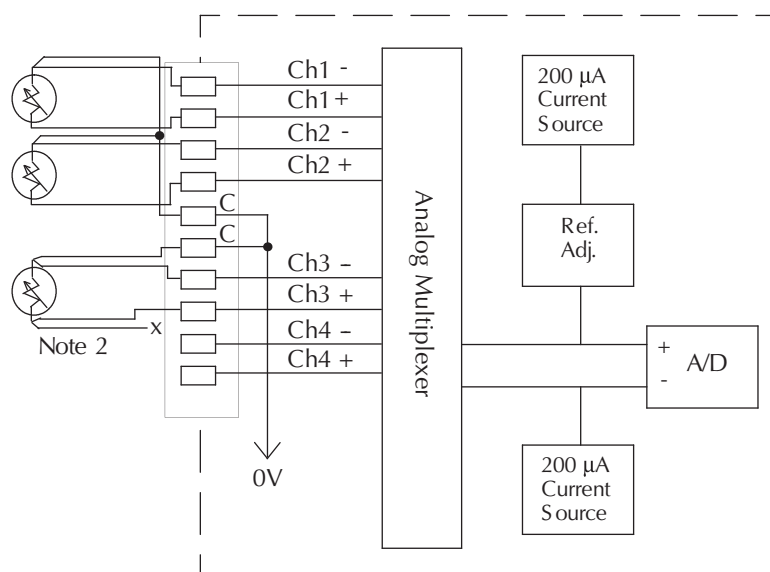 Ch1 -
Ch1 +
Ch2 -
Ch2 +
C
C
Ch3 –
Ch3 +
Ch4 –
Ch4 +
x
Note 2
0V
Analog Multiplexer
200 μA
Current
Source
Ref.
Adj.
+
-
A/D
200 μA
Current
Source